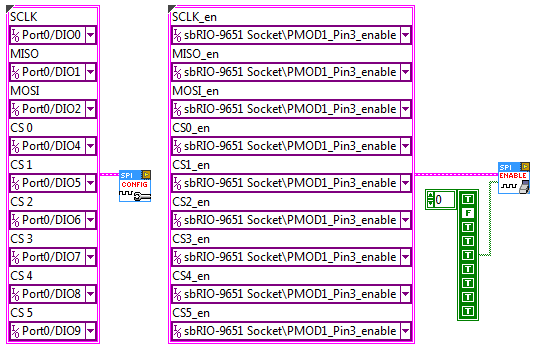 SCLK
Port0/DIO0
MISO
Port0/DIO1
MOSI
Port0/DIO2
CS 0
Port0/DIO4
CS 1
Port0/DIO5
CS 2
Port0/DIO6
CS 3
Port0/DIO7
CS 4
Port0/DIO8
CS 5
Port0/DIO9
SPI
CONFIG
SCLK_en
sbRIO-9651 Socket\PMOD1_Pin3_enable
MISO_en
sbRIO-9651 Socket\PMOD1_Pin3_enable
MOSI_en
sbRIO-9651 Socket\PMOD1_Pin3_enable
CS0_en
sbRIO-9651 Socket\PMOD1_Pin3_enable
CS1_en
sbRIO-9651 Socket\PMOD1_Pin3_enable
CS2_en
sbRIO-9651 Socket\PMOD1_Pin3_enable
CS3_en
sbRIO-9651 Socket\PMOD1_Pin3_enable
CS4_en
sbRIO-9651 Socket\PMOD1_Pin3_enable
CS5_en
sbRIO-9651 Socket\PMOD1_Pin3_enable
SPI
ENABLE
0
T
F
T
T
T
T
T
T
T